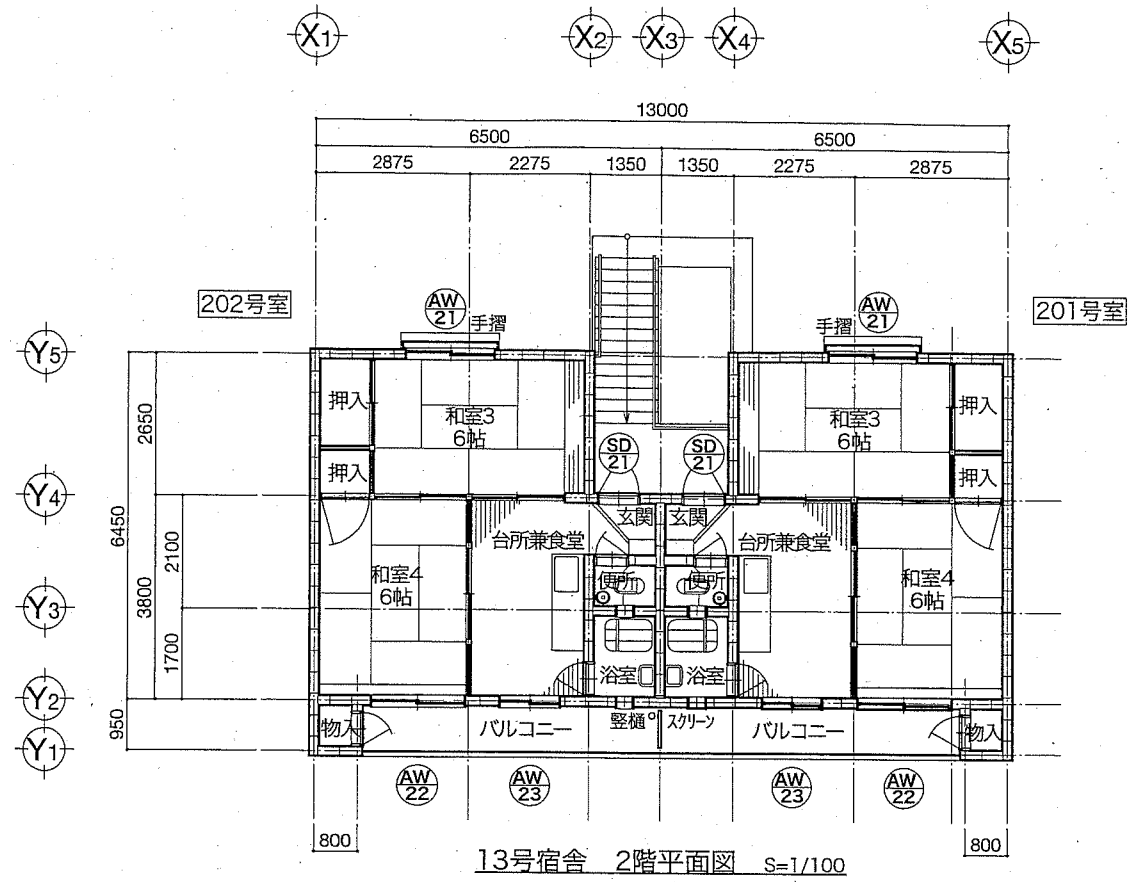 X1 X2 X3 X4 X5
13000
6500 6500
2875 2275 1350 1350 2275 2875
202号室 201号室
AW
21
手摺
AW
21
手摺
Y5
Y4
Y3
Y2
Y1
2650
6450
3800
2100
1700
950
押入
和室3
6帖
和室3
6帖
押入
押入
SD
21
SD
21
押入
玄関 玄関
台所兼食堂 台所兼食堂
和室4
6帖
便所 便所
和室4
6帖
浴室 浴室
物入 バルコニー 竪樋 スクリーン バルコニー 物入
AW
22
AW
23
AW
23
AW
22
800 800
13号宿舎 2階平面図 S=1/100